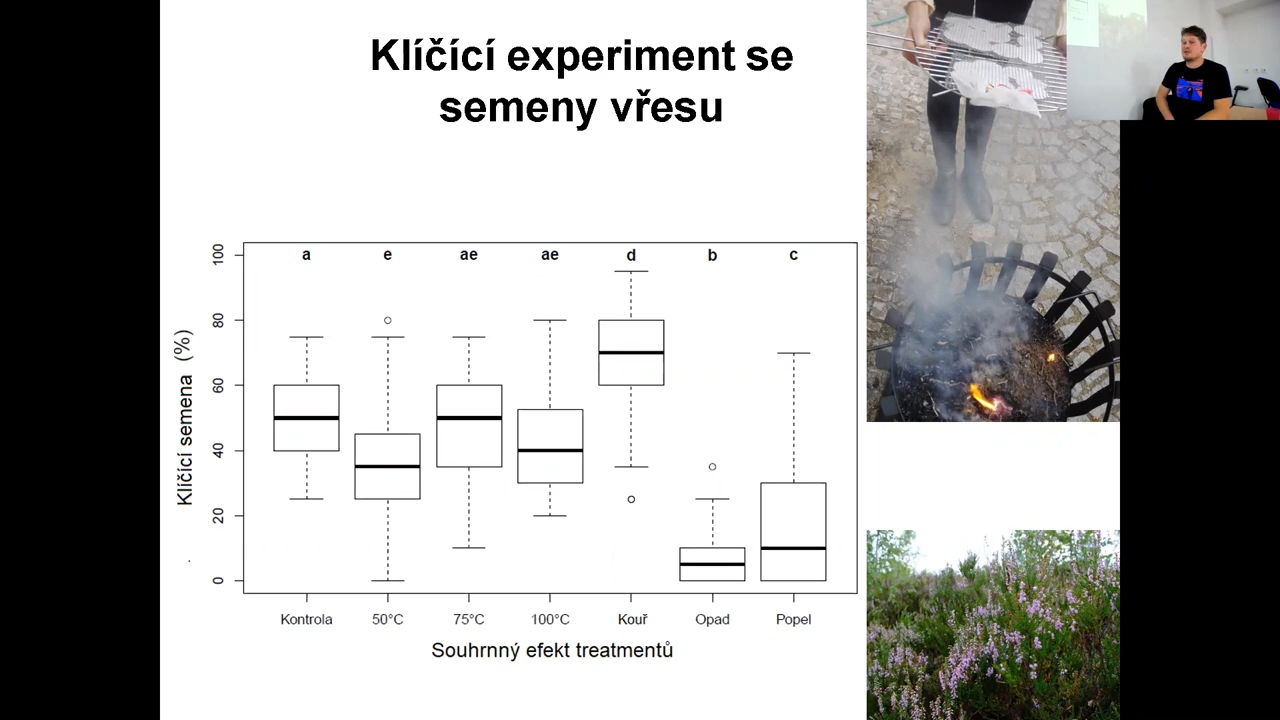 Klíčící experiment se
semeny vřesu
Klíčící semena (%)
100
80
60
40
20
0
a e ae ae d b c
Kontrola 50°C 75°C 100°C Kouř Opad Popel
Souhrnný efekt treatmentů